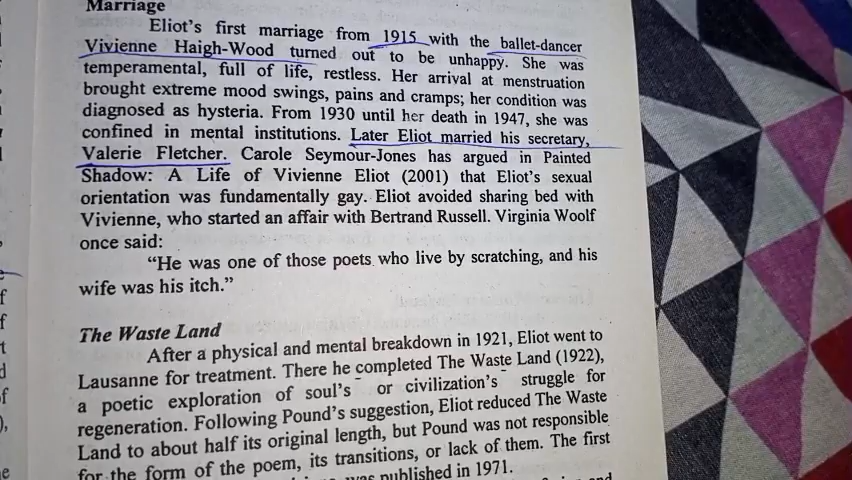 Marriage
Eliot's first marriage from 1915 with the ballet-dancer
Vivienne Haigh-Wood turned out to be unhappy. She was
temperamental, full of life, restless. Her arrival at menstruation
brought extreme mood swings, pains and cramps; her condition was
diagnosed as hysteria. From 1930 until her death in 1947, she was
confined in mental institutions. Later Eliot married his secretary,
Valerie Fletcher. Carole Seymour-Jones has argued in Painted
Shadow: A Life of Vivienne Eliot (2001) that Eliot's sexual
orientation was fundamentally gay. Eliot avoided sharing bed with
Vivienne, who started an affair with Bertrand Russell. Virginia Woolf
once said:
"He was one of those poets who live by scratching, and his
wife was his itch."
The Waste Land
After a physical and mental breakdown in 1921, Eliot went to
Lausanne for treatment. There he completed The Waste Land (1922),
a poetic exploration of soul's or civilization's struggle for
regeneration. Following Pound's suggestion, Eliot reduced The Waste
Land to about half its original length, but Pound was not responsible
for the form of the poem, its transitions, or lack of them. The first
was published in 1971.